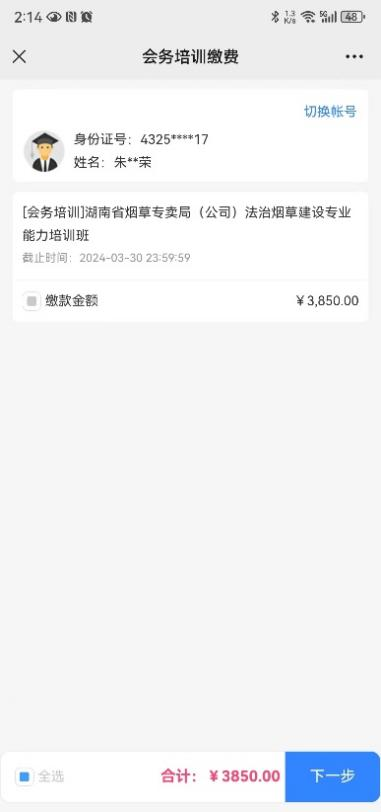 2:14
1.3
K/s
5G
48
会务培训缴费
切换帐号
身份证号：4325****17
姓名：朱**荣
[会务培训]湖南省烟草专卖局（公司）法治烟草建设专业
能力培训班
截止时间：2024-03-30 23:59:59
缴款金额 ¥3,850.00
全选 合计：¥3850.00 下一步